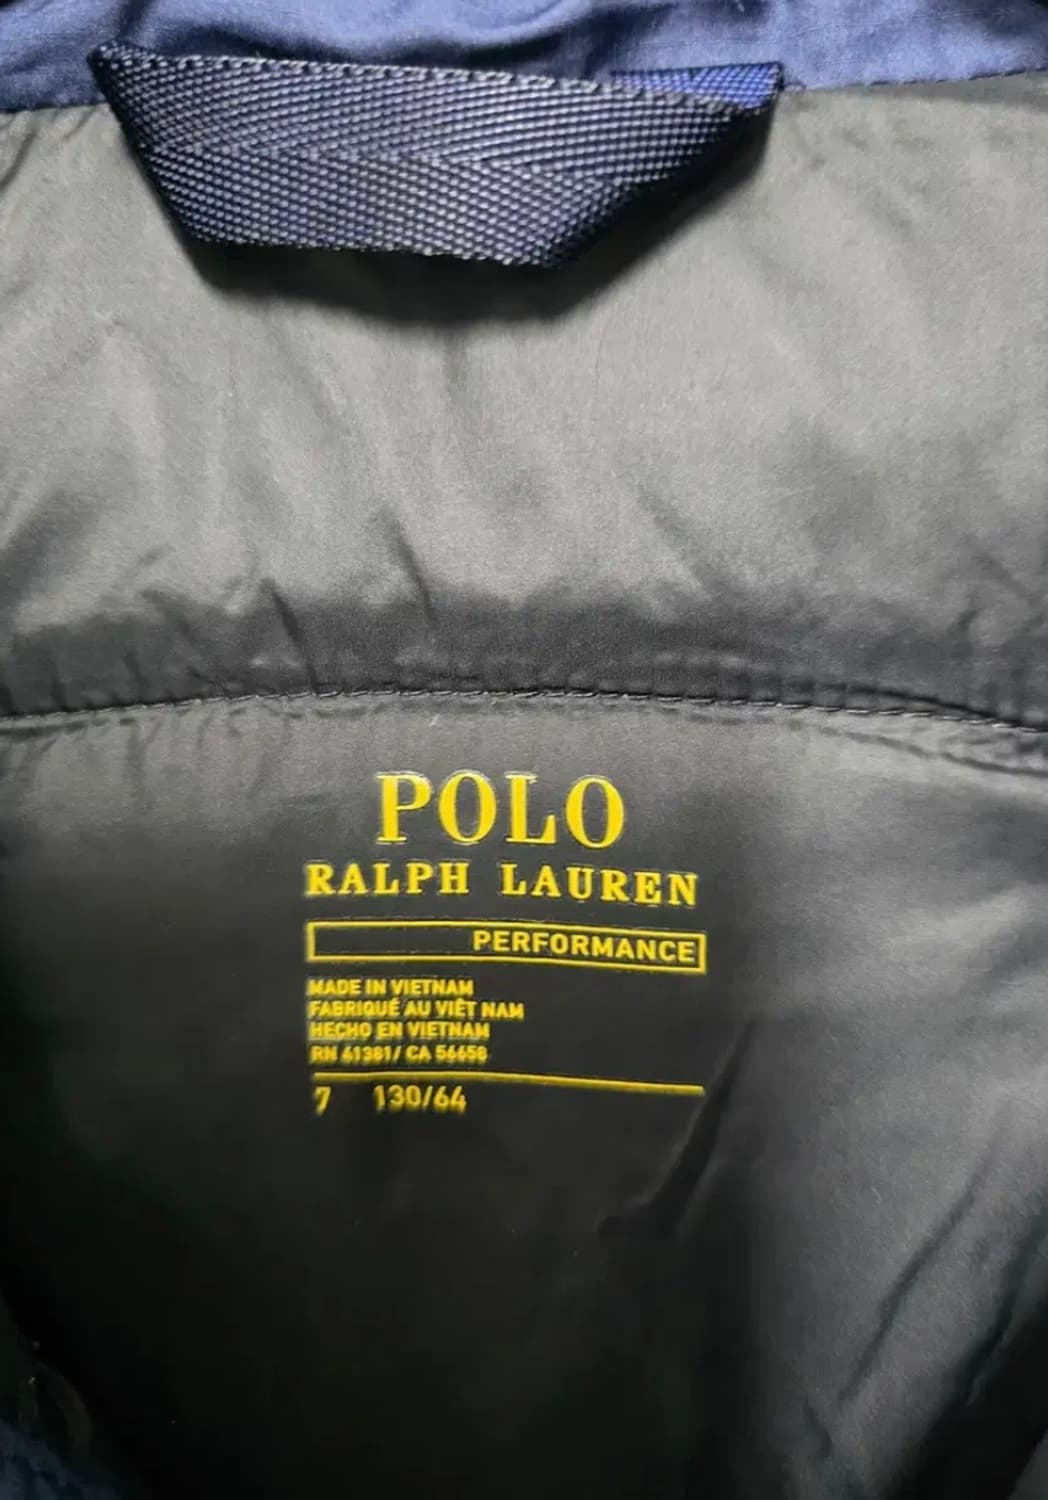 POLO
RALPH LAUREN
PERFORMANCE
MADE IN VIETNAM
FABRIQUÉ AU VIÊT NAM
HECHO EN VIETNAM
RN 41381/ CA 56658
7 130/64